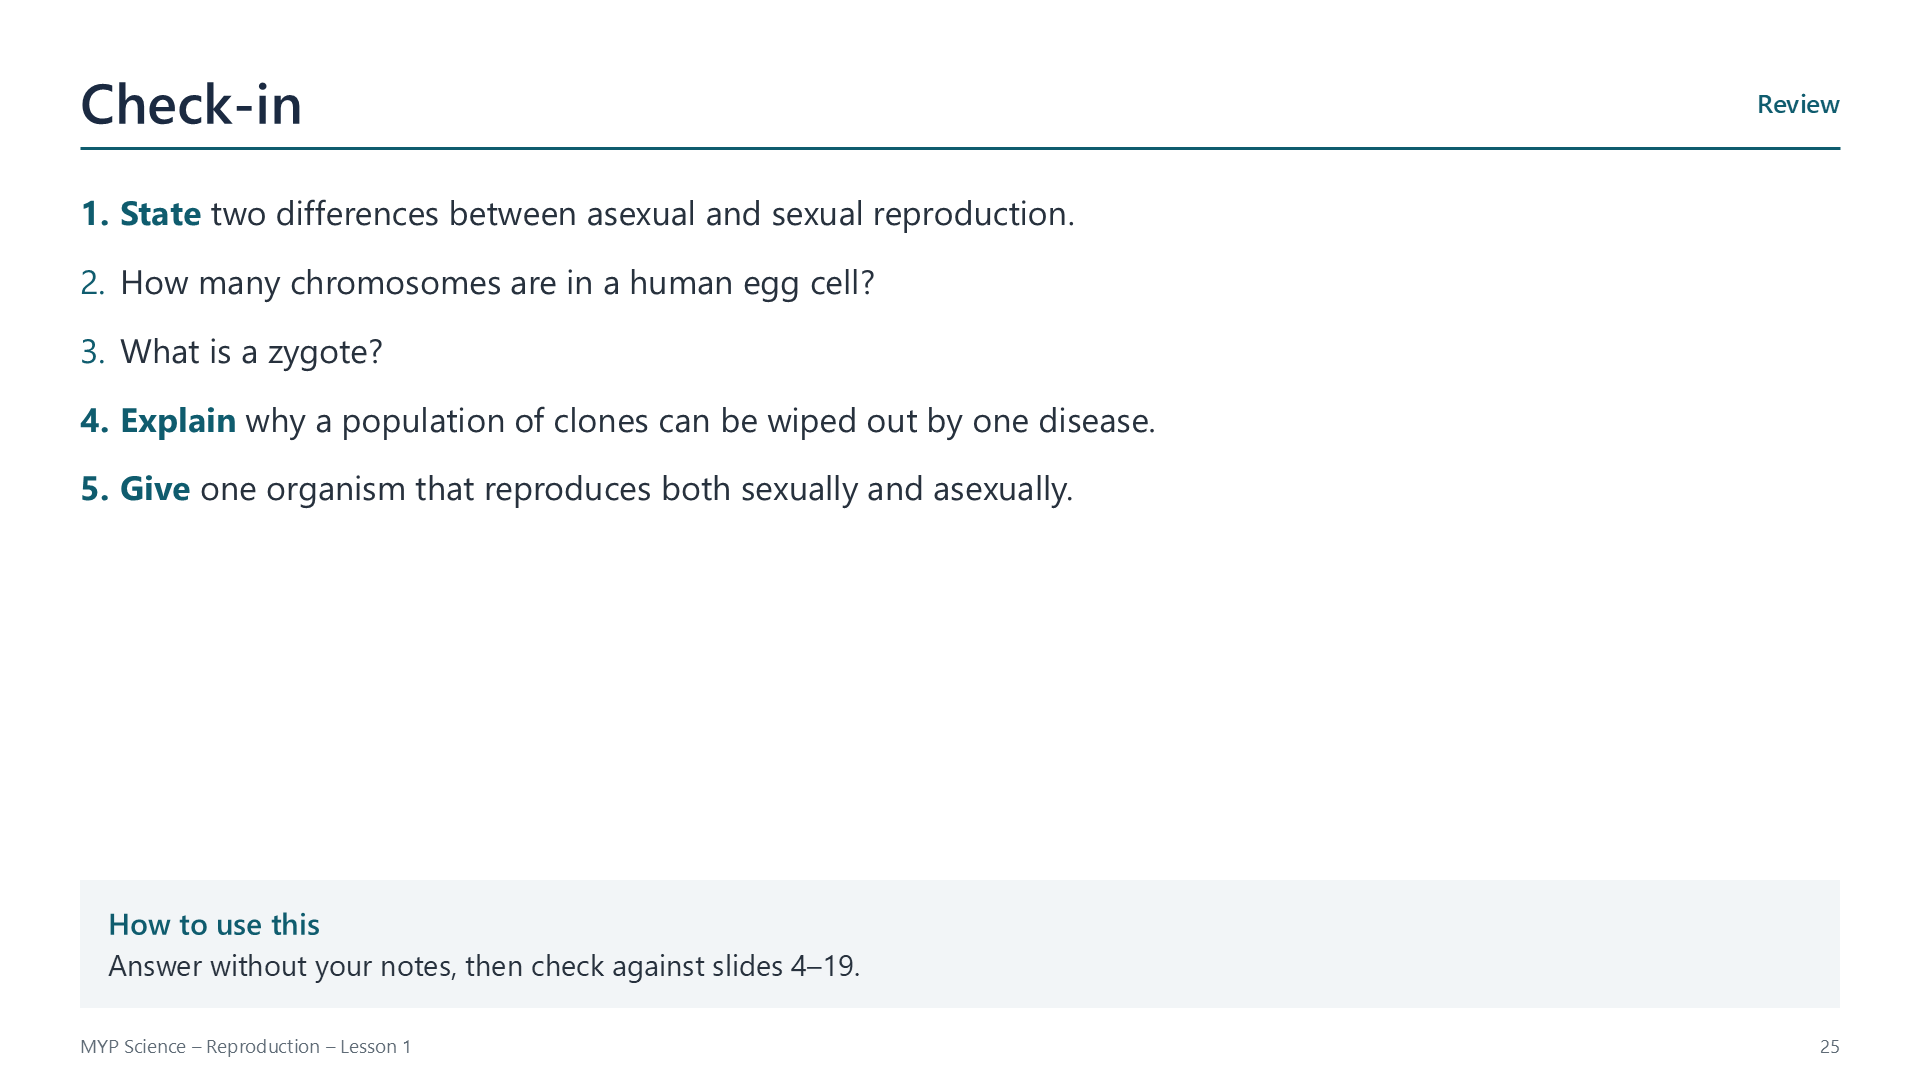 Check-in
Review
1. State two differences between asexual and sexual reproduction.
2. How many chromosomes are in a human egg cell?
3. What is a zygote?
4. Explain why a population of clones can be wiped out by one disease.
5. Give one organism that reproduces both sexually and asexually.
How to use this
Answer without your notes, then check against slides 4–19.
MYP Science – Reproduction – Lesson 1
25